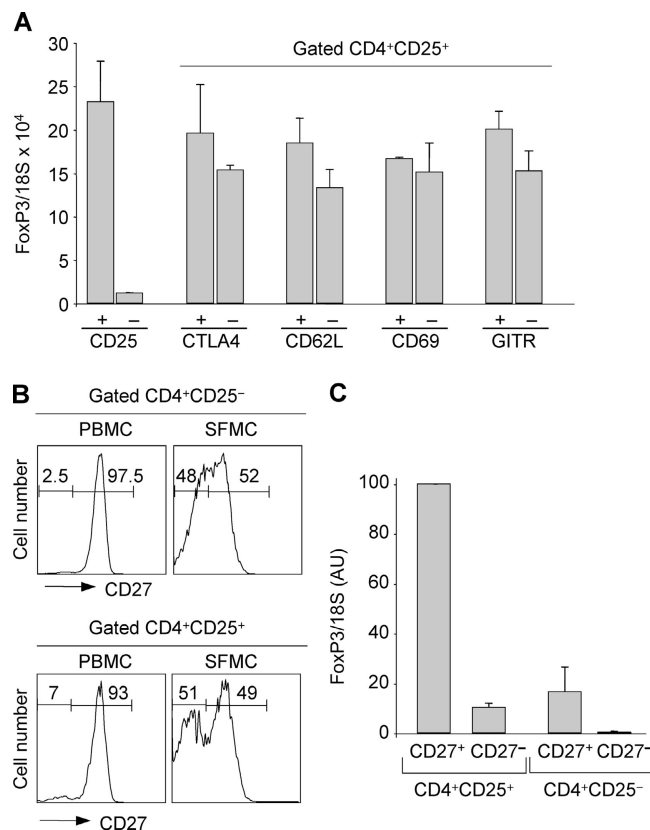 A
Gated CD4⁺CD25⁺
FoxP3/18S x 10⁴
30
25
20
15
10
5
0
+ – + – + – + – + –
CD25 CTLA4 CD62L CD69 GITR
B
Gated CD4⁺CD25⁻
PBMC SFMC
Cell number
2.5 97.5 48 52
CD27
Gated CD4⁺CD25⁺
PBMC SFMC
Cell number
7 93 51 49
CD27
C
FoxP3/18S (AU)
100
80
60
40
20
0
CD27⁺ CD27⁻ CD27⁺ CD27⁻
CD4⁺CD25⁺ CD4⁺CD25⁻